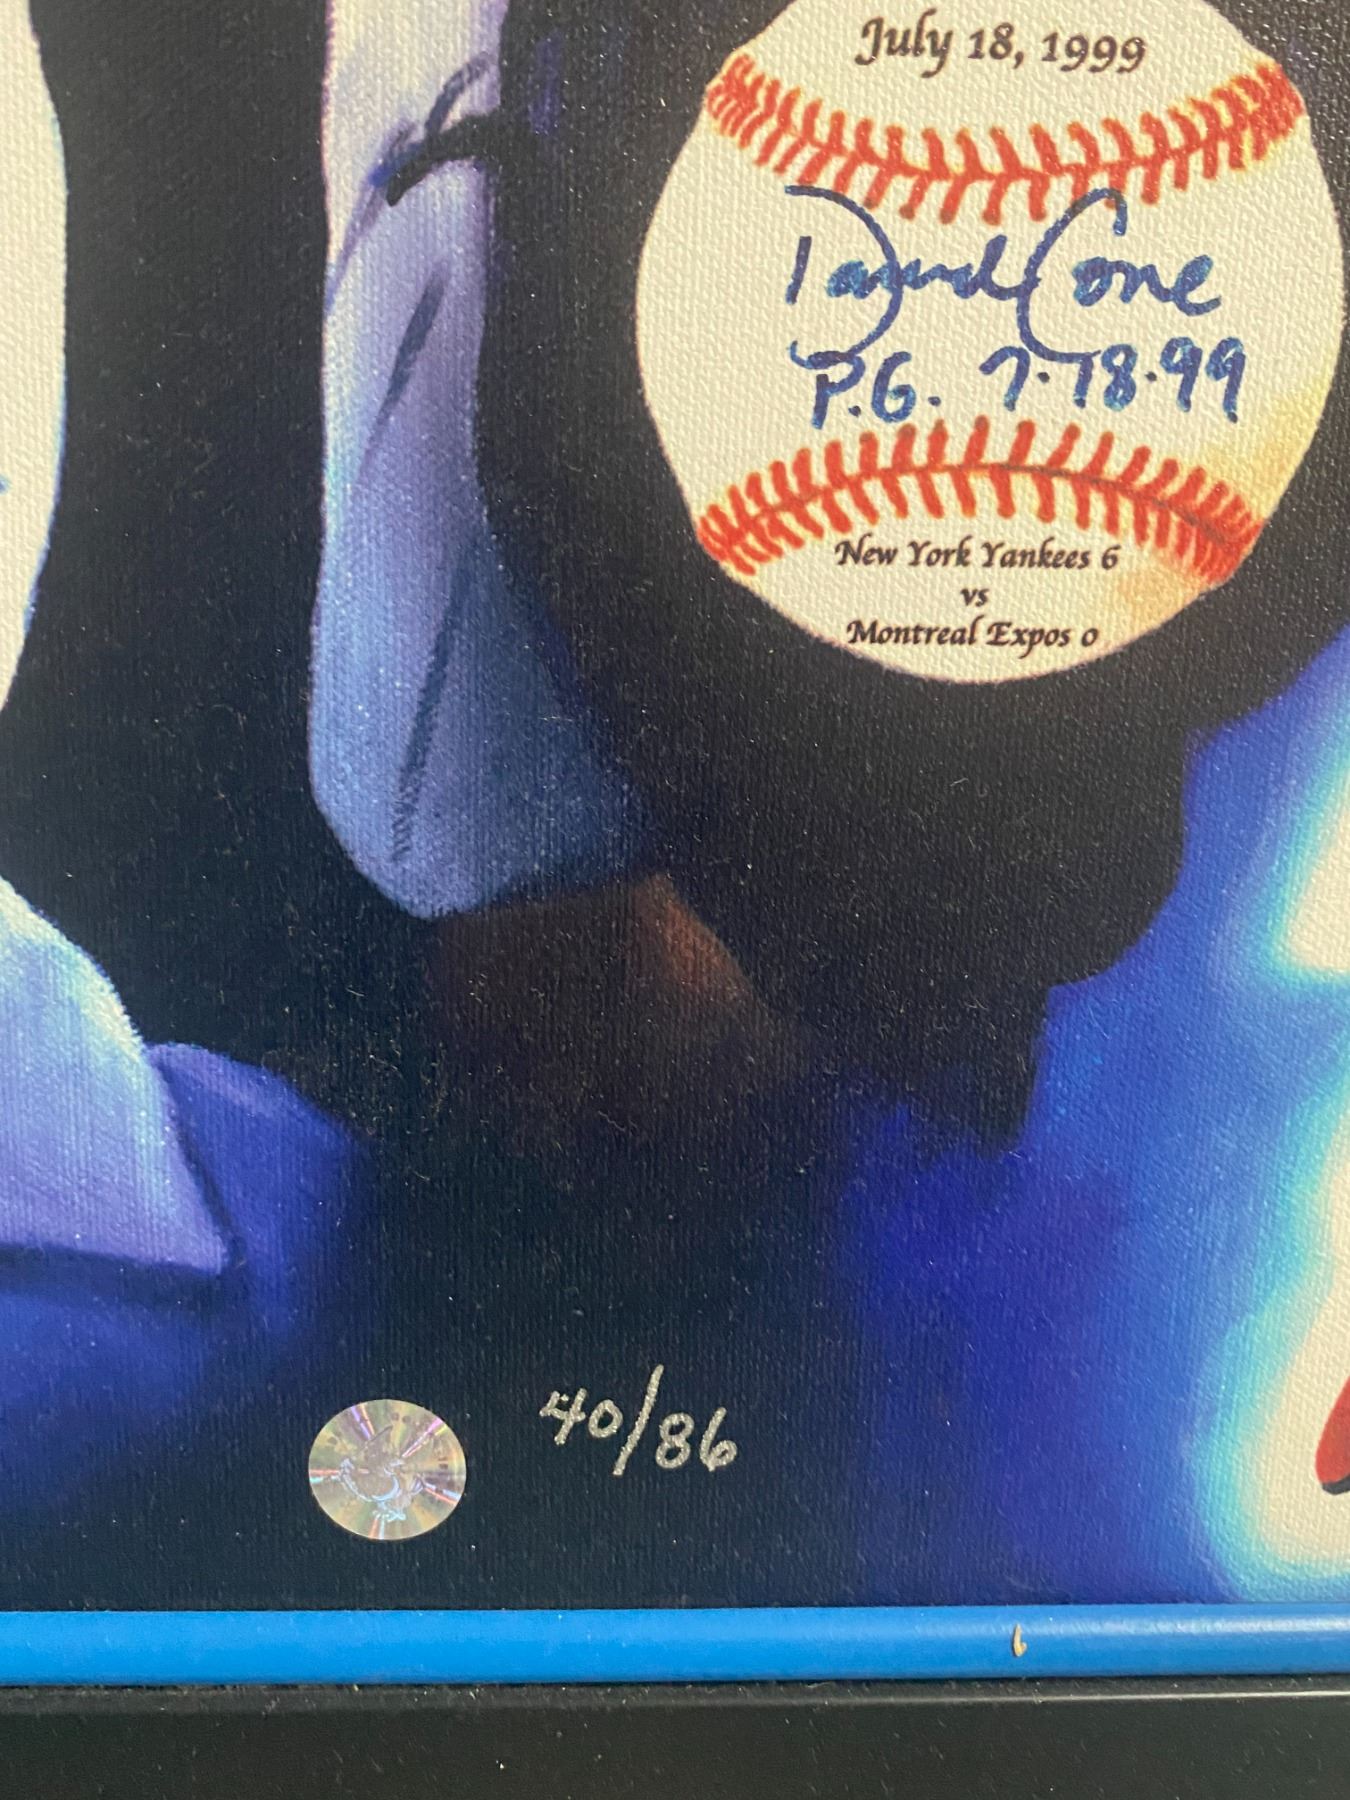 July 18, 1999
David Cone
P.G. 7-18-99
New York Yankees 6
vs
Montreal Expos 0
40/86